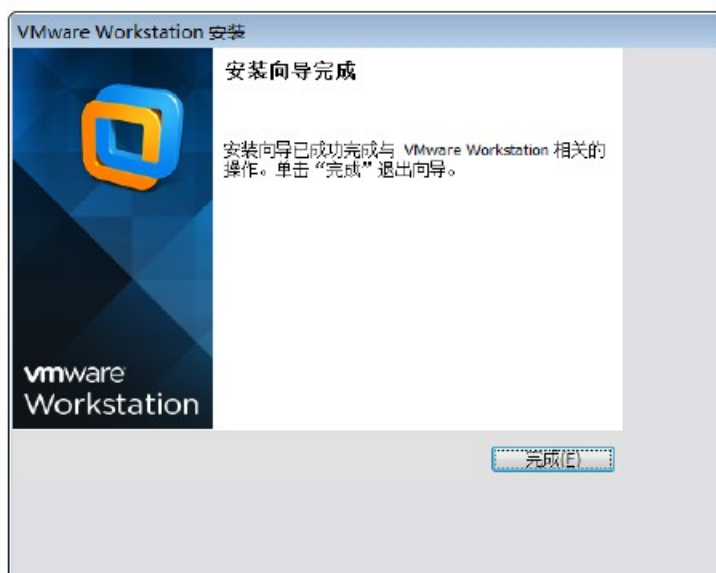 VMware Workstation 安装
安装向导完成
安装向导已成功完成与 VMware Workstation 相关的
操作。单击“完成”退出向导。
vmware
Workstation
完成(F)